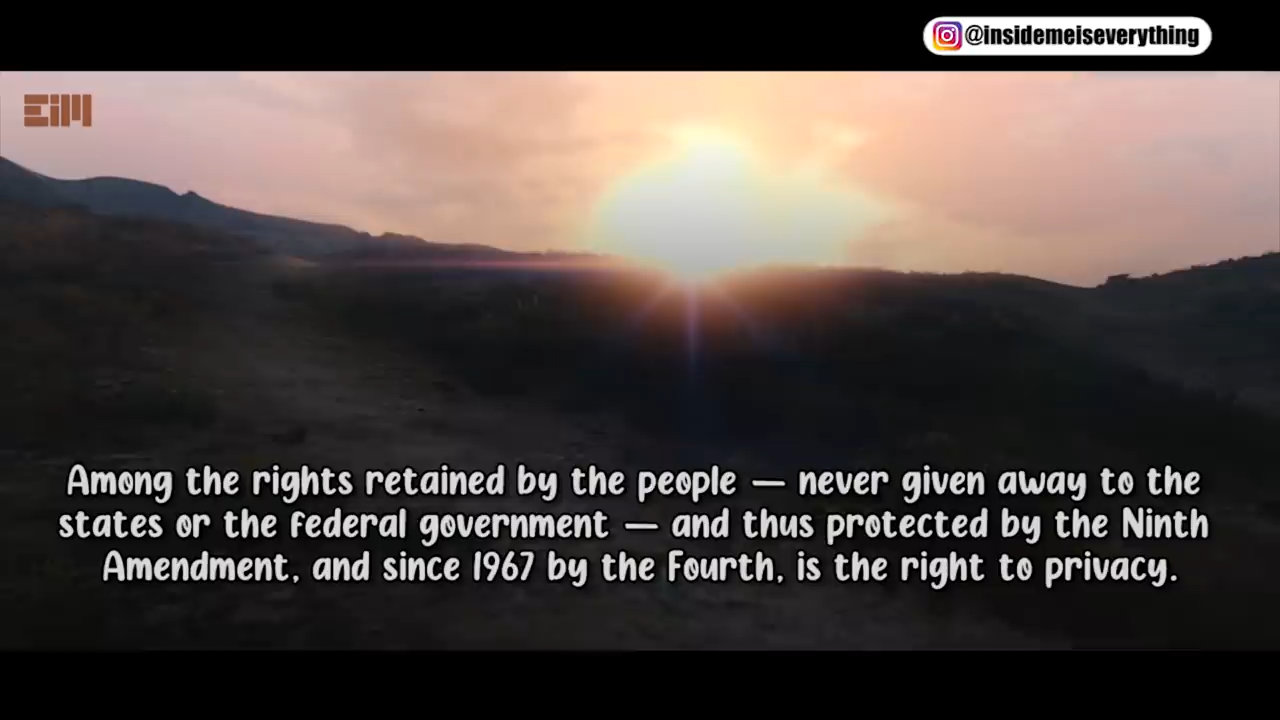 @insidemeiseverything
EiM
Among the rights retained by the people — never given away to the
states or the federal government — and thus protected by the Ninth
Amendment, and since 1967 by the Fourth, is the right to privacy.